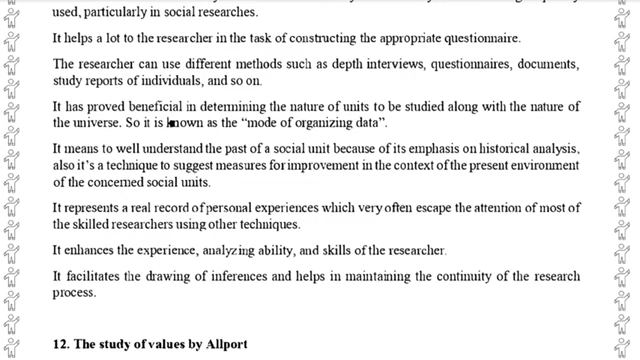 used, particularly in social researches.
It helps a lot to the researcher in the task of constructing the appropriate questionnaire.
The researcher can use different methods such as depth interviews, questionnaires, documents,
study reports of individuals, and so on.
It has proved beneficial in determining the nature of units to be studied along with the nature of
the universe. So it is known as the “mode of organizing data”.
It means to well understand the past of a social unit because of its emphasis on historical analysis,
also it’s a technique to suggest measures for improvement in the context of the present environment
of the concerned social units.
It represents a real record of personal experiences which very often escape the attention of most of
the skilled researchers using other techniques.
It enhances the experience, analyzing ability, and skills of the researcher.
It facilitates the drawing of inferences and helps in maintaining the continuity of the research
process.
12. The study of values by Allport